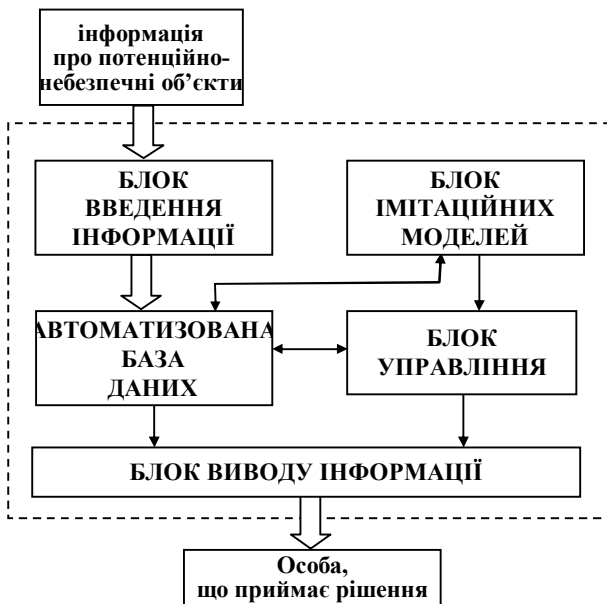 інформація
про потенційно-
небезпечні об’єкти
БЛОК
ВВЕДЕННЯ
ІНФОРМАЦІЇ
БЛОК
ІМІТАЦІЙНИХ
МОДЕЛЕЙ
АВТОМАТИЗОВАНА
БАЗА
ДАНИХ
БЛОК
УПРАВЛІННЯ
БЛОК ВИВОДУ ІНФОРМАЦІЇ
Особа,
що приймає рішення